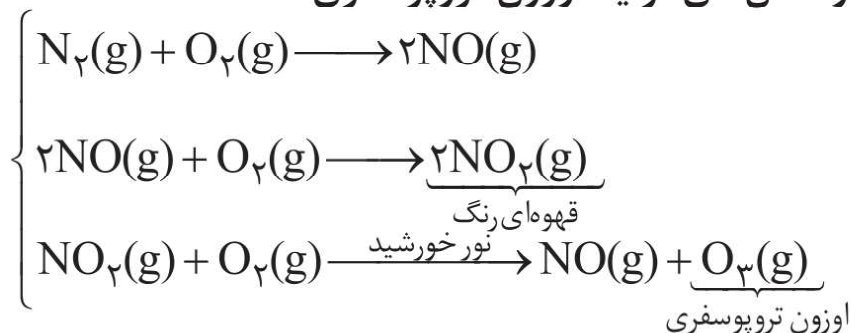 N۲(g) + O۲(g) ⟶ ۲NO(g)
۲NO(g) + O۲(g) ⟶ ۲NO۲(g)
قهوه‌ای رنگ
نور خورشید
NO۲(g) + O۲(g) ⟶ NO(g) + O۳(g)
اوزون تروپوسفری